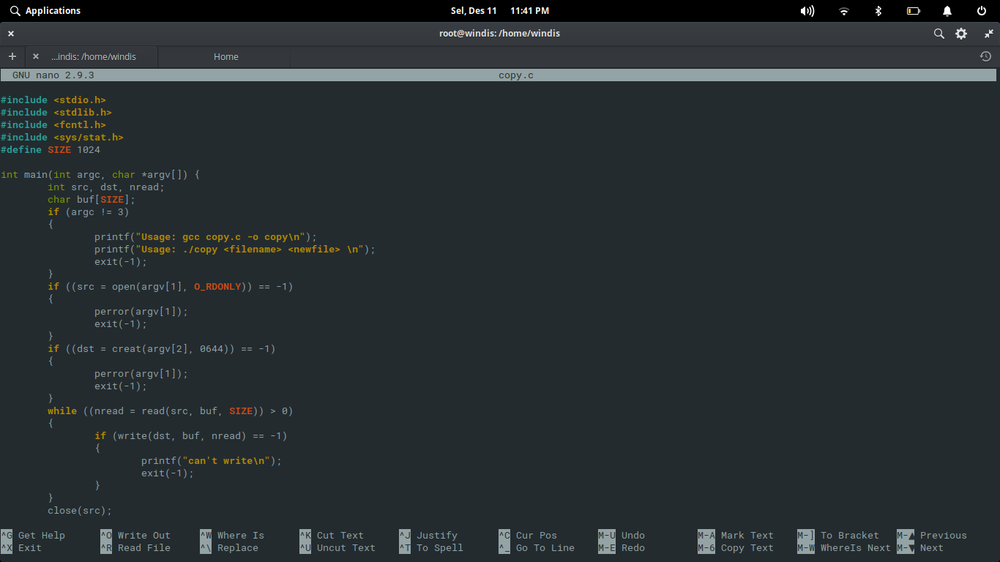 Applications
Sel, Des 11 11:41 PM
root@windis: /home/windis
...indis: /home/windis
Home
GNU nano 2.9.3 copy.c
#include <stdio.h>
#include <stdlib.h>
#include <fcntl.h>
#include <sys/stat.h>
#define SIZE 1024
int main(int argc, char *argv[]) {
        int src, dst, nread;
        char buf[SIZE];
        if (argc != 3)
        {
                printf("Usage: gcc copy.c -o copy\n");
                printf("Usage: ./copy <filename> <newfile> \n");
                exit(-1);
        }
        if ((src = open(argv[1], O_RDONLY)) == -1)
        {
                perror(argv[1]);
                exit(-1);
        }
        if ((dst = creat(argv[2], 0644)) == -1)
        {
                perror(argv[1]);
                exit(-1);
        }
        while ((nread = read(src, buf, SIZE)) > 0)
        {
                if (write(dst, buf, nread) == -1)
                {
                        printf("can't write\n");
                        exit(-1);
                }
        }
        close(src);
^G Get Help ^O Write Out ^W Where Is ^K Cut Text ^J Justify ^C Cur Pos M-U Undo M-A Mark Text M-] To Bracket M-▲ Previous
^X Exit ^R Read File ^\ Replace ^U Uncut Text ^T To Spell ^_ Go To Line M-E Redo M-6 Copy Text M-W WhereIs Next M-▼ Next